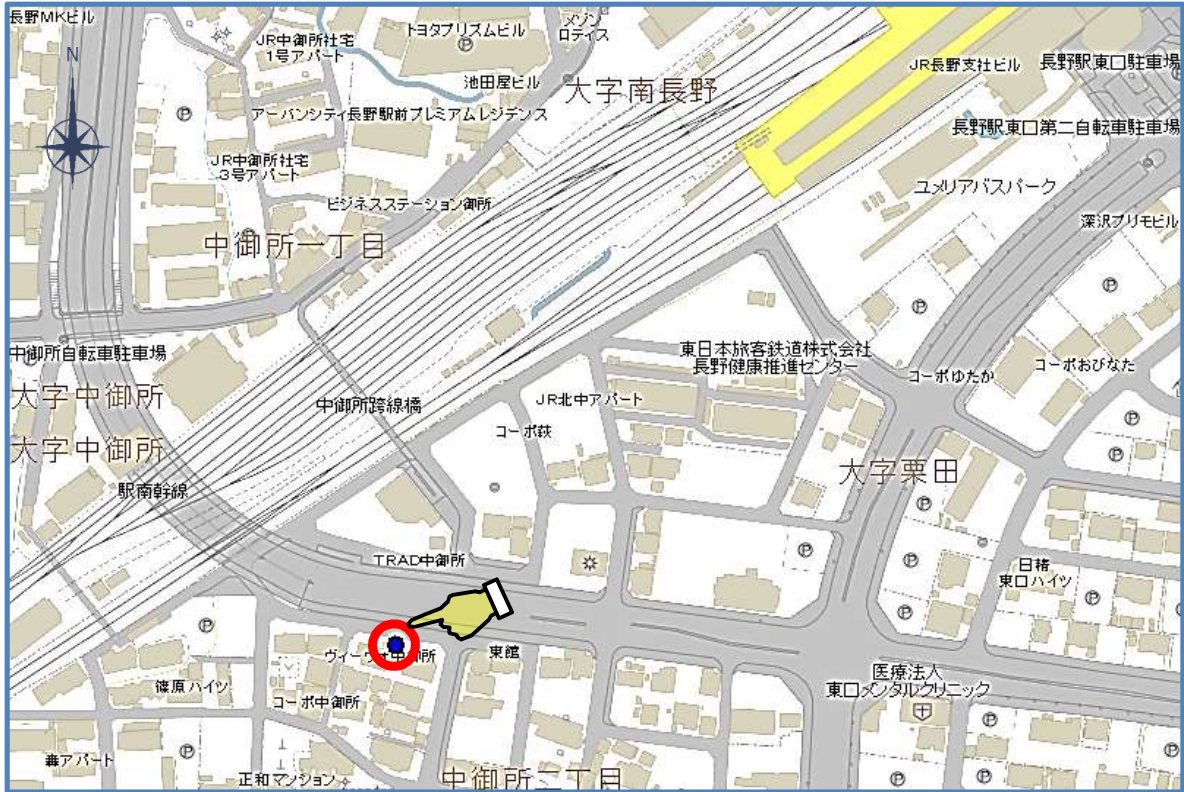 長野MKビル
N
JR中御所社宅
1号アパート
トヨタプリズムビル
Ⓟ
メゾン
ロティス
池田屋ビル
大字南長野
JR長野支社ビル
長野駅東口駐車場
Ⓟ
アーバンシティ長野駅前プレミアムレジデンス
長野駅東口第二自転車駐車場
JR中御所社宅
3号アパート
ユメリアバスパーク
ビジネスステーション御所
深沢プリモビル
中御所一丁目
Ⓟ
Ⓟ
中御所自転車駐車場
東日本旅客鉄道株式会社
長野健康推進センター
コーポゆたか
コーポおびなた
大字中御所
中御所跨線橋
JR北中アパート
Ⓟ
コーポ萩
大字中御所
Ⓟ
大字栗田
駅南幹線
Ⓟ
TRAD中御所
Ⓟ
Ⓟ
日椿
東口ハイツ
Ⓟ
東館
篠原ハイツ
コーポ中御所
医療法人
東口メンタルクリニック
Ⓟ
轟アパート
正和マンション
中御所二丁目
Ⓟ
Ⓟ